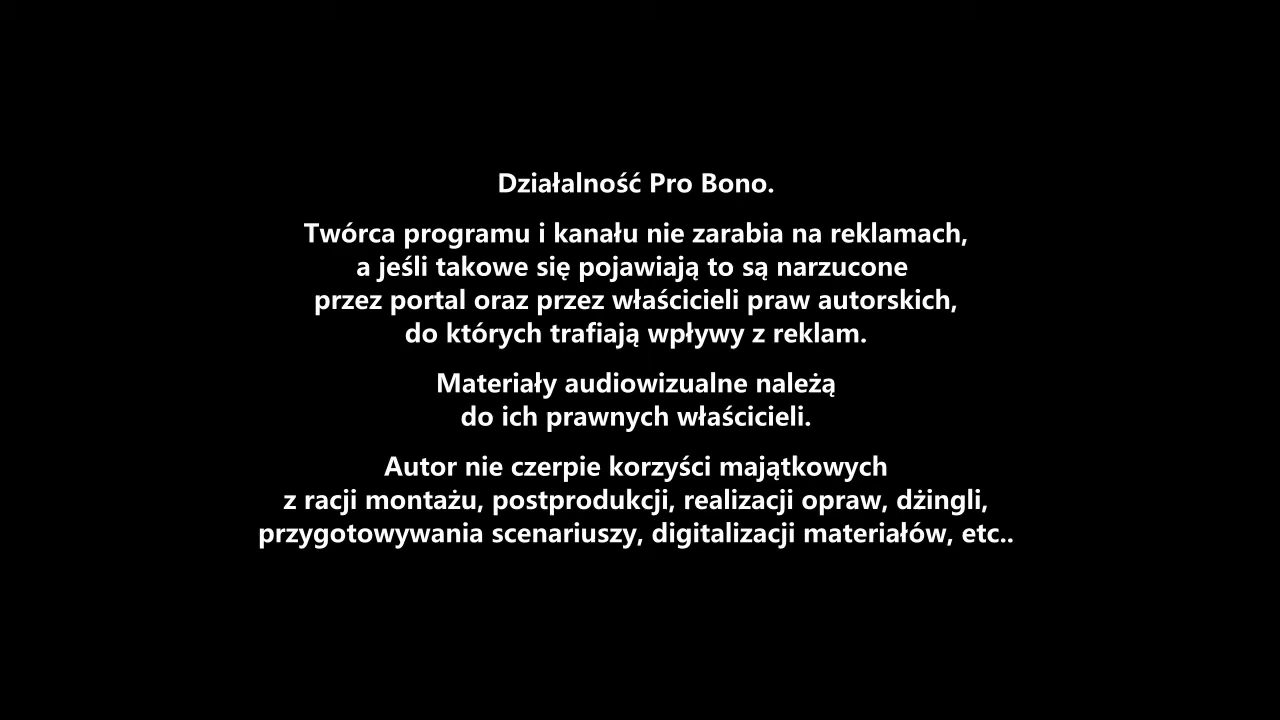 Działalność Pro Bono.
Twórca programu i kanału nie zarabia na reklamach,
a jeśli takowe się pojawiają to są narzucone
przez portal oraz przez właścicieli praw autorskich,
do których trafiają wpływy z reklam.
Materiały audiowizualne należą
do ich prawnych właścicieli.
Autor nie czerpie korzyści majątkowych
z racji montażu, postprodukcji, realizacji opraw, dżingli,
przygotowywania scenariuszy, digitalizacji materiałów, etc..